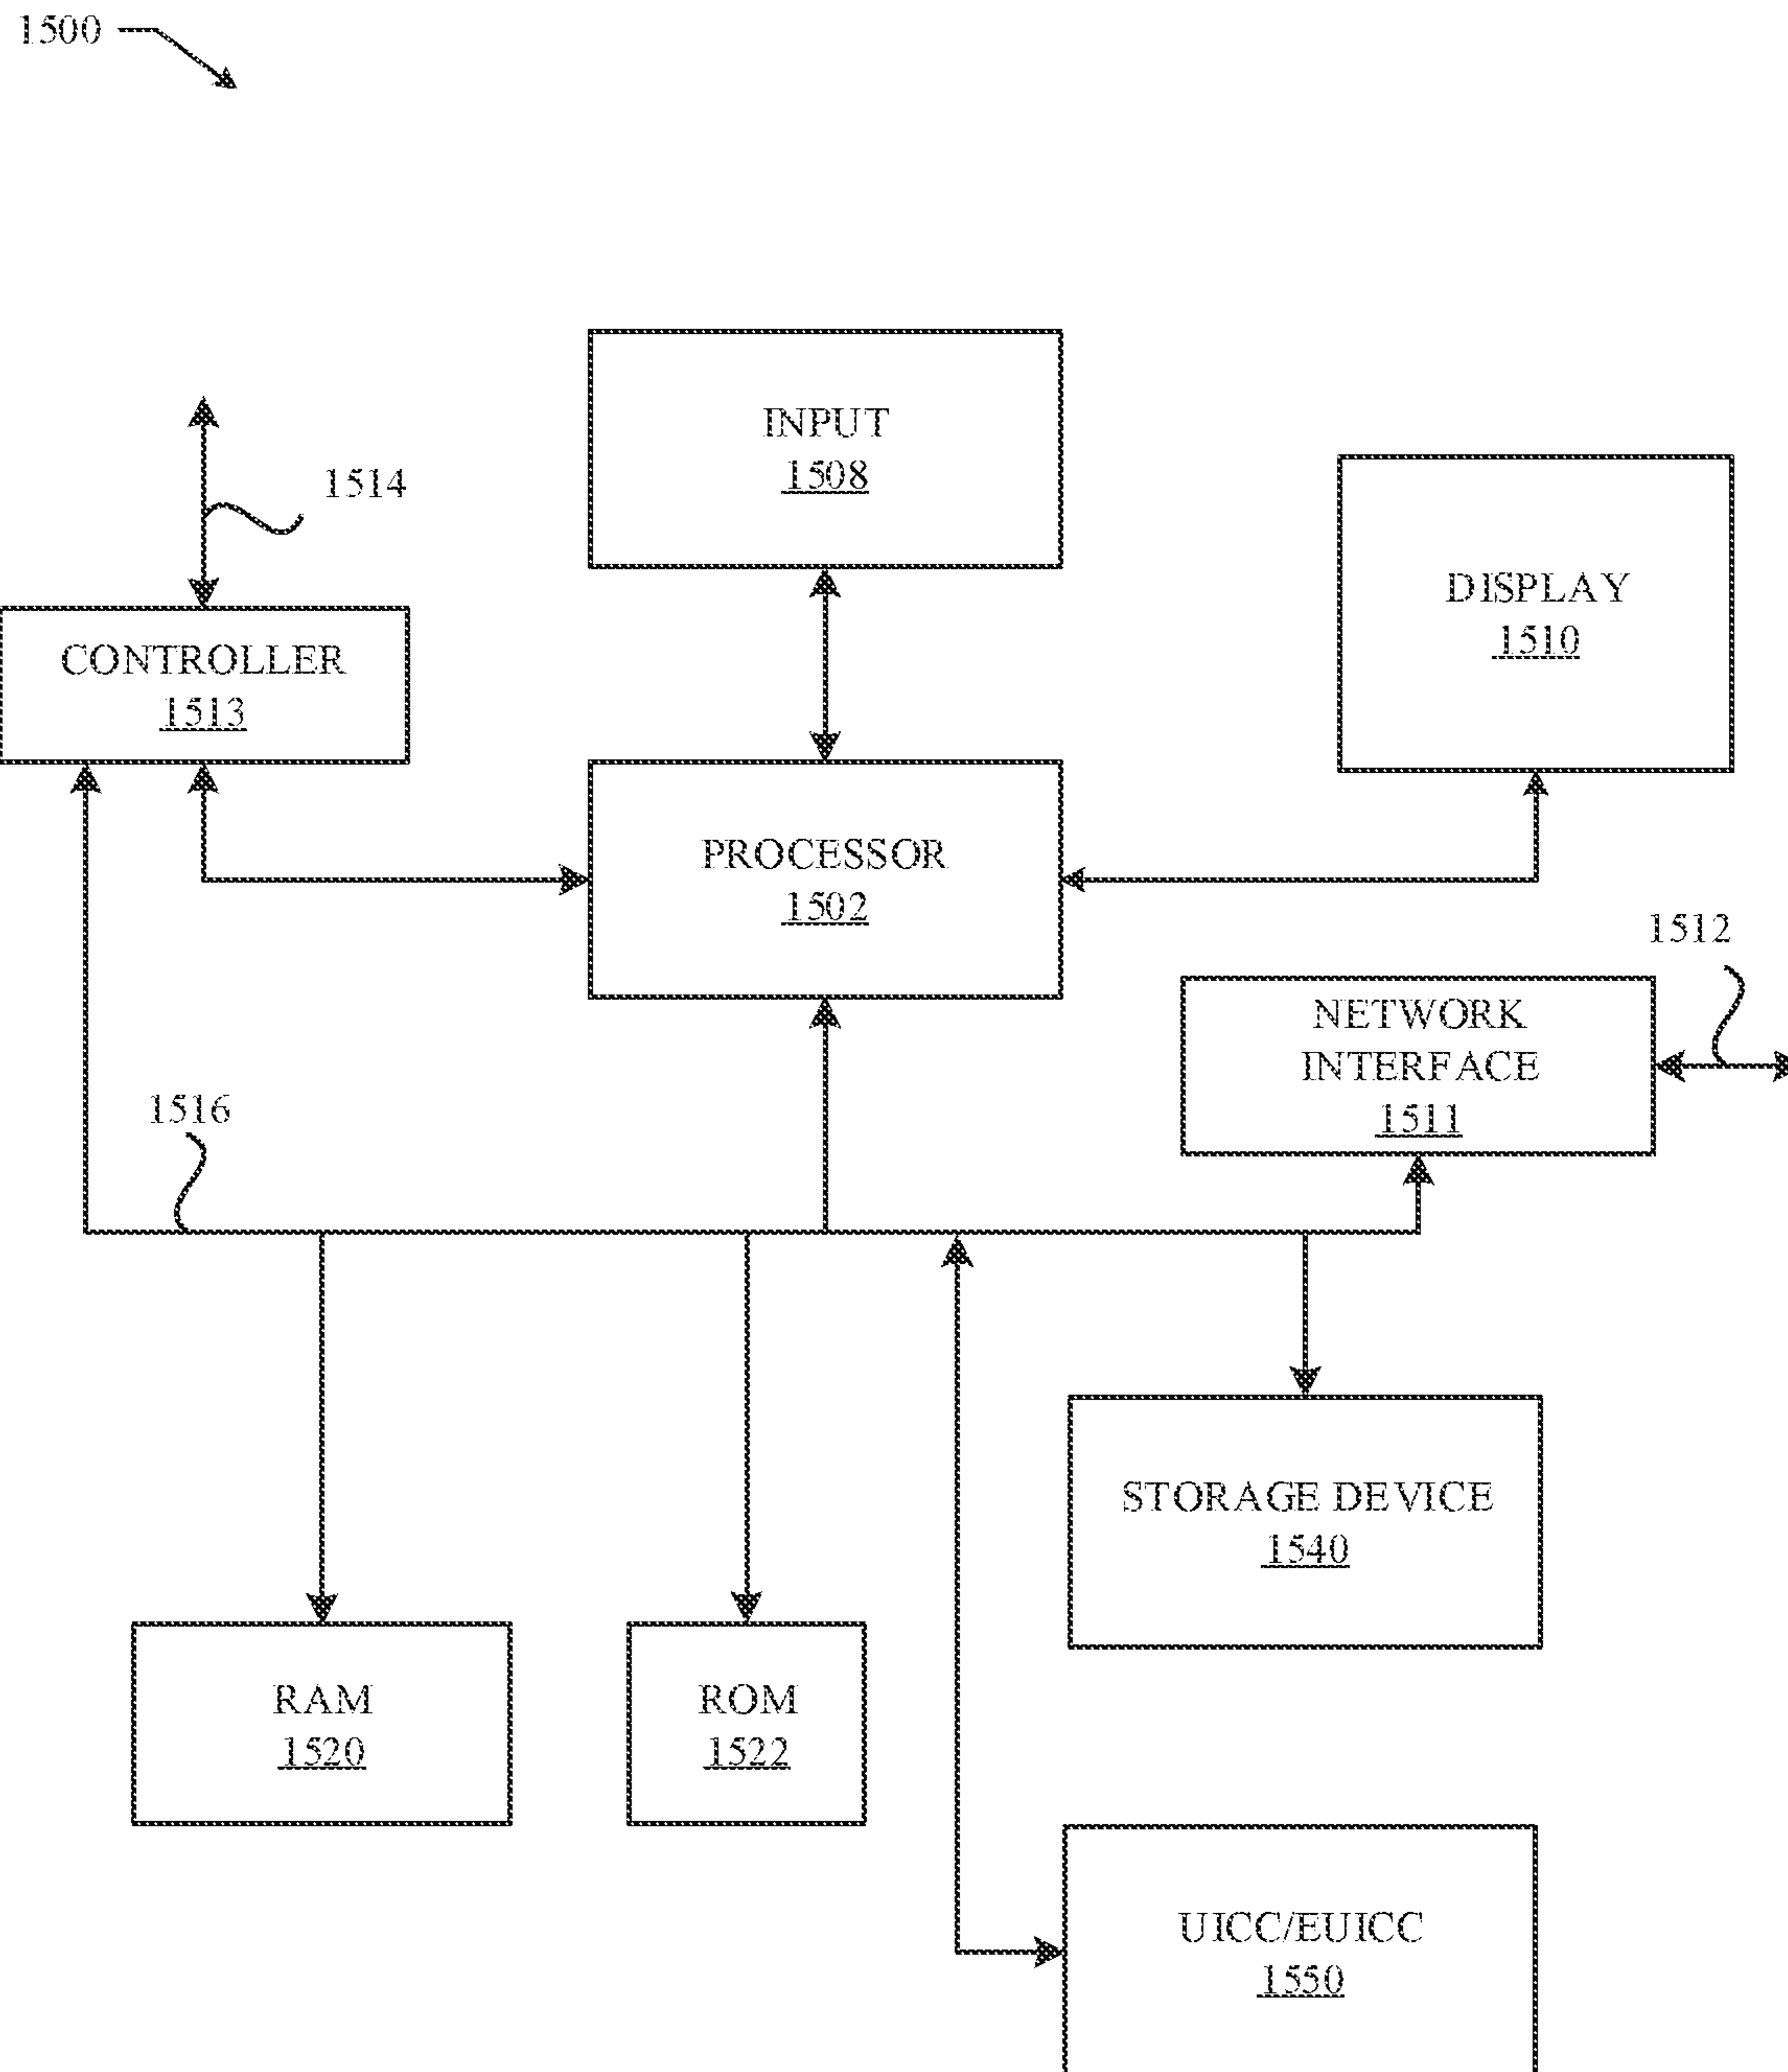 1500
INPUT
1508
1514
DISPLAY
1510
CONTROLLER
1513
PROCESSOR
1502
1512
NETWORK
INTERFACE
1511
1516
STORAGE DEVICE
1540
RAM
1520
ROM
1522
UICC/EUICC
1550